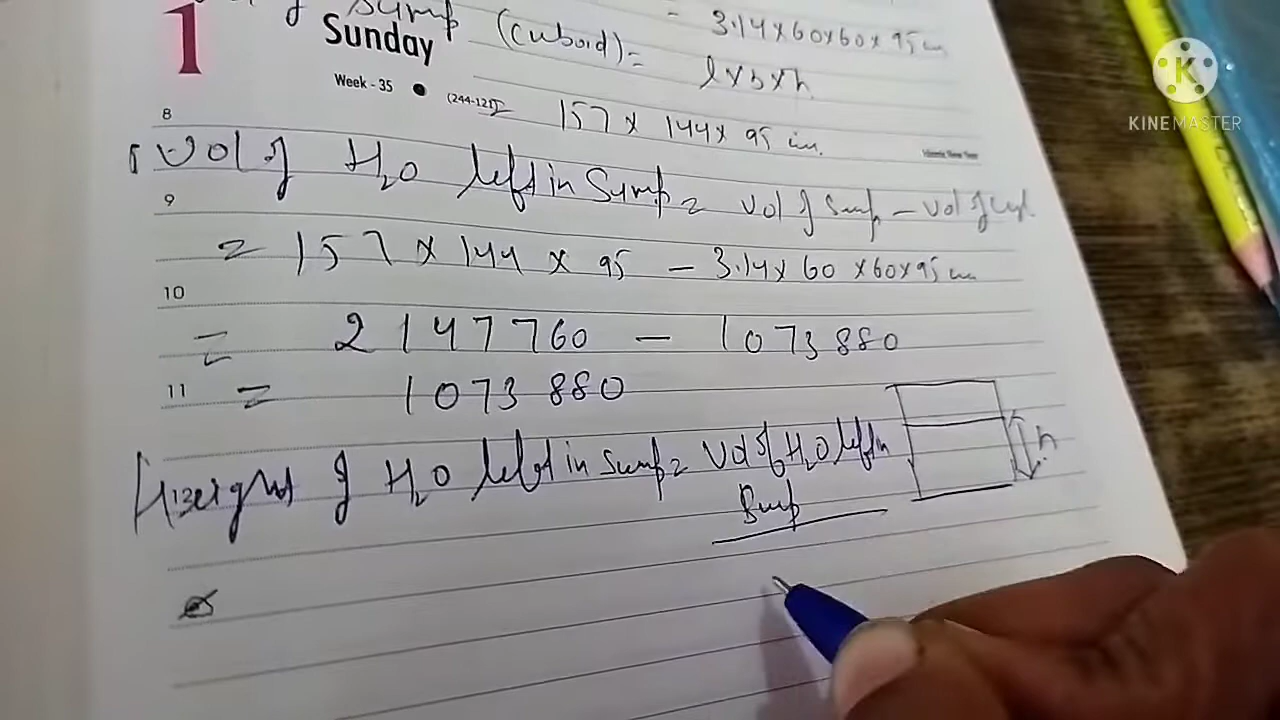 = 3.14×60×60×95 cm
of Sump (cuboid) =
1
Sunday
l×b×h
Week - 35
(244-121)
= 157 × 144 × 95 cm.
KINEMASTER
8
Vol of H2O left in Sump = Vol of Sump - Vol of cyl
9
= 157 × 144 × 95 - 3.14×60×60×95 cm
10
= 2147760 - 1073880
11
= 1073880
h
Height of H2O left in Sump = Vol of H2O left in
Sump